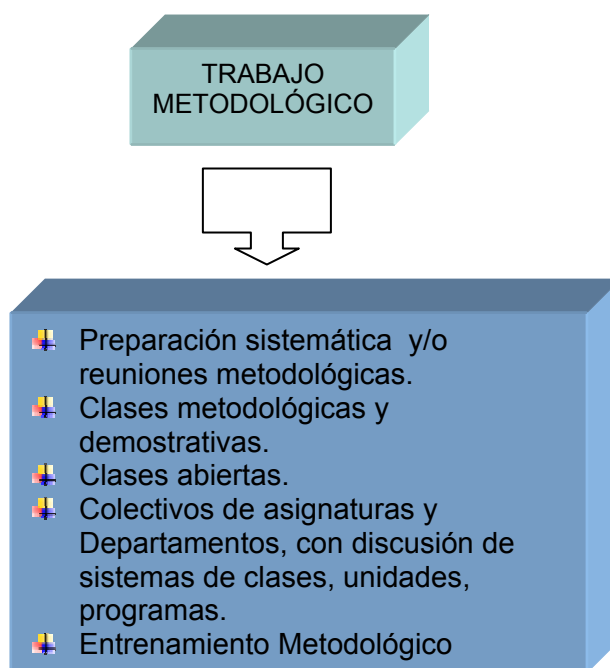 TRABAJO
METODOLÓGICO
Preparación sistemática y/o
reuniones metodológicas.
Clases metodológicas y
demostrativas.
Clases abiertas.
Colectivos de asignaturas y
Departamentos, con discusión de
sistemas de clases, unidades,
programas.
Entrenamiento Metodológico